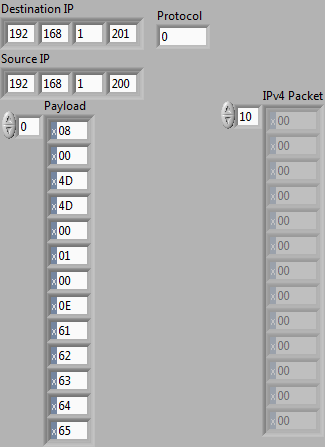 Destination IP
192 168 1 201
Protocol
0
Source IP
192 168 1 200
Payload
0
x 08
x 00
x 4D
x 4D
x 00
x 01
x 00
x 0E
x 61
x 62
x 63
x 64
x 65
IPv4 Packet
10
x 00
x 00
x 00
x 00
x 00
x 00
x 00
x 00
x 00
x 00
x 00
x 00
x 00